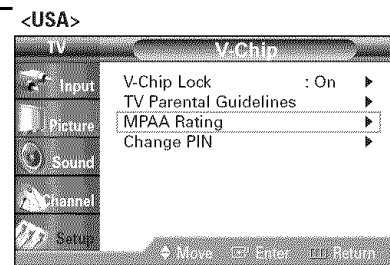 <USA>
TV
V-Chip
Input
Picture
Sound
Channel
Setup
V-Chip Lock : On
TV Parental Guidelines
MPAA Rating
Change PIN
Move Enter Return